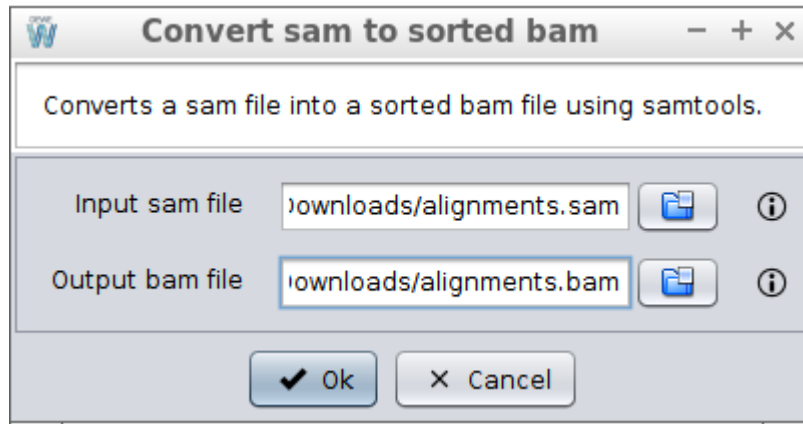 Convert sam to sorted bam
Converts a sam file into a sorted bam file using samtools.
Input sam file
ownloads/alignments.sam
Output bam file
ownloads/alignments.bam
Ok
Cancel